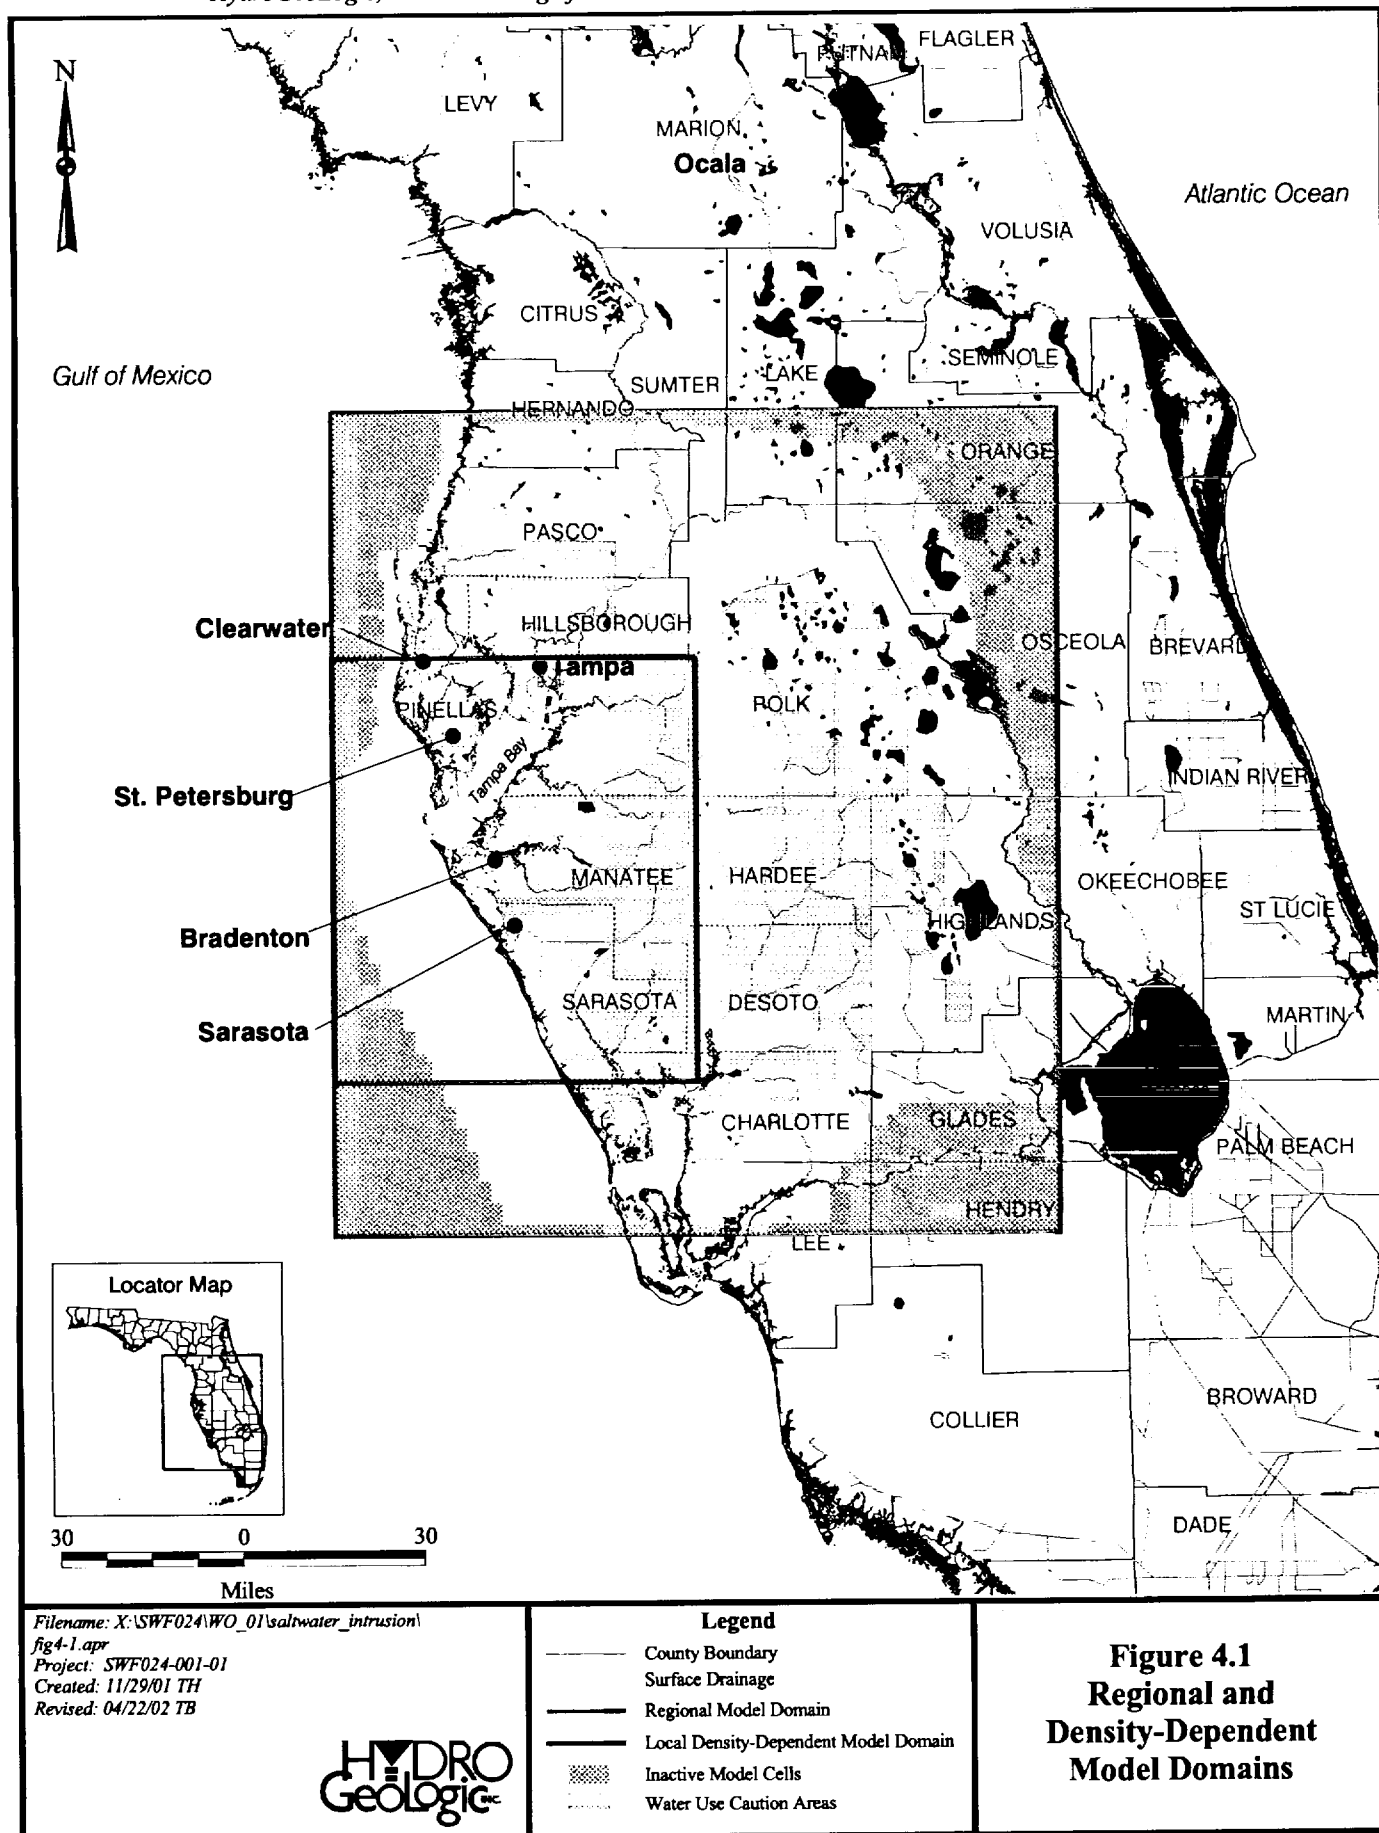 N
FLAGLER
PUTNAM
LEVY
MARION
Ocala
Atlantic Ocean
VOLUSIA
CITRUS
Gulf of Mexico
SEMINOLE
LAKE
SUMTER
HERNANDO
ORANGE
PASCO
Clearwater
HILLSBOROUGH
OSCEOLA
BREVARD
Tampa
PINELLAS
POLK
Tampa Bay
INDIAN RIVER
St. Petersburg
MANATEE
HARDEE
OKEECHOBEE
ST LUCIE
HIGHLANDS
Bradenton
SARASOTA
DESOTO
MARTIN
Sarasota
CHARLOTTE
GLADES
PALM BEACH
HENDRY
LEE
Locator Map
BROWARD
COLLIER
DADE
30 0 30
Miles
Filename: X:\SWF024\WO_01\saltwater_intrusion\
fig4-1.apr
Project: SWF024-001-01
Created: 11/29/01 TH
Revised: 04/22/02 TB
HYDRO
GeoLogic INC.
Legend
County Boundary
Surface Drainage
Regional Model Domain
Local Density-Dependent Model Domain
Inactive Model Cells
Water Use Caution Areas
Figure 4.1
Regional and
Density-Dependent
Model Domains